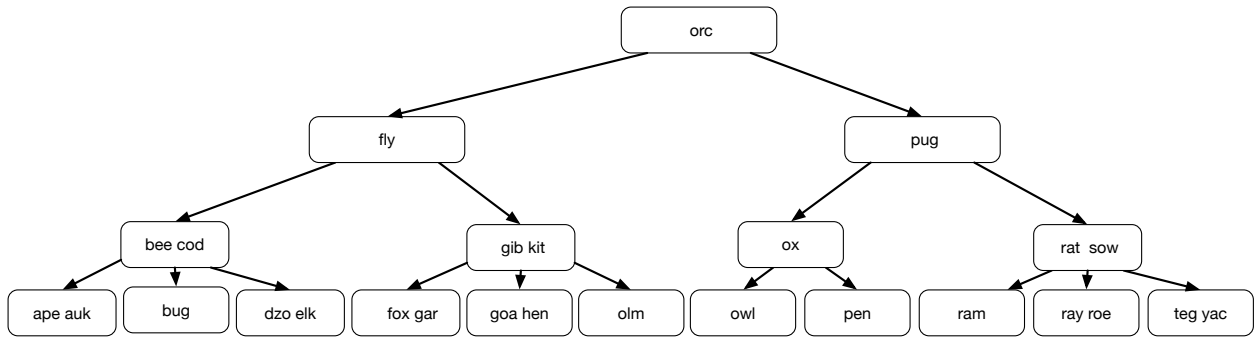 orc
fly
pug
bee cod
gib kit
ox
rat sow
ape auk
bug
dzo elk
fox gar
goa hen
olm
owl
pen
ram
ray roe
teg yac